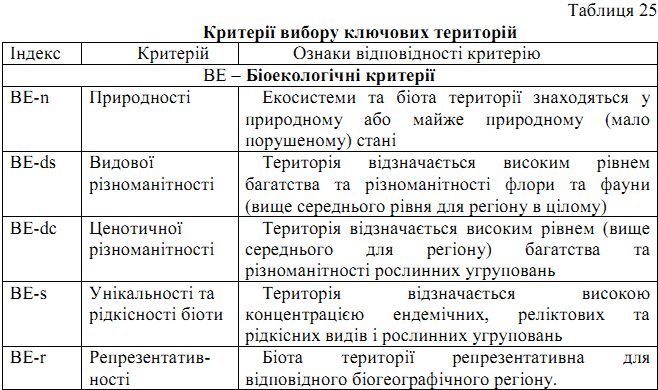 Таблиця 25
Критерії вибору ключових територій
Індекс Критерій Ознаки відповідності критерію
BE – Біоекологічні критерії
BE-n Природності Екосистеми та біота території знаходяться у
природному або майже природному (мало
порушеному) стані
BE-ds Видової Територія відзначається високим рівнем
різноманітності багатства та різноманітності флори та фауни
(вище середнього рівня для регіону в цілому)
BE-dc Ценотичної Територія відзначається високим рівнем (вище
різноманітності середнього для регіону) багатства та
різноманітності рослинних угруповань
BE-s Унікальності та Територія відзначається високою
рідкісності біоти концентрацією ендемічних, реліктових та
рідкісних видів і рослинних угруповань
BE-r Репрезентатив- Біота території репрезентативна для
ності відповідного біогеографічного регіону.